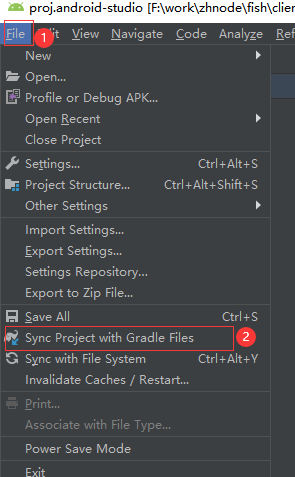 proj.android-studio [F:\work\zhnode\fish\clien
File 1 Edit View Navigate Code Analyze Ref
New
Open...
Profile or Debug APK...
Open Recent
Close Project
Settings... Ctrl+Alt+S
Project Structure... Ctrl+Alt+Shift+S
Other Settings
Import Settings...
Export Settings...
Settings Repository...
Export to Zip File...
Save All Ctrl+S
Sync Project with Gradle Files 2
Sync with File System Ctrl+Alt+Y
Invalidate Caches / Restart...
Print...
Associate with File Type...
Power Save Mode
Exit